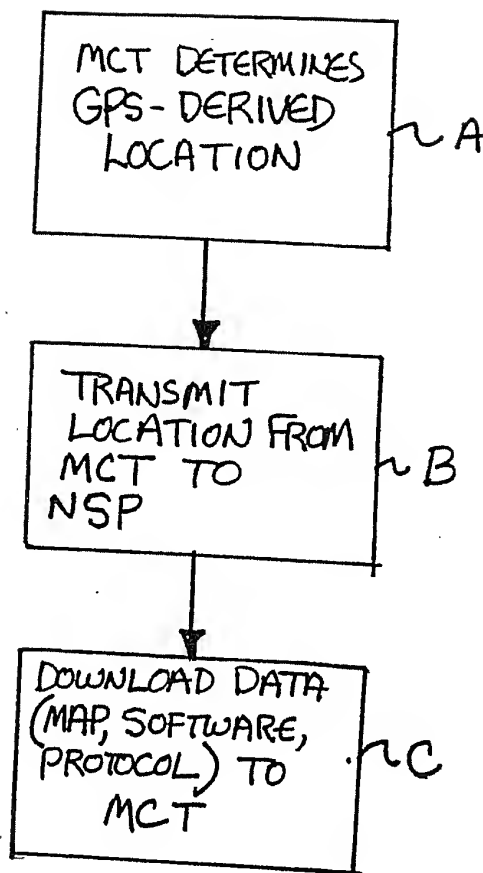 MCT DETERMINES
GPS-DERIVED
LOCATION
A
TRANSMIT
LOCATION FROM
MCT TO
NSP
B
DOWNLOAD DATA
(MAP, SOFTWARE,
PROTOCOL) TO
MCT
C